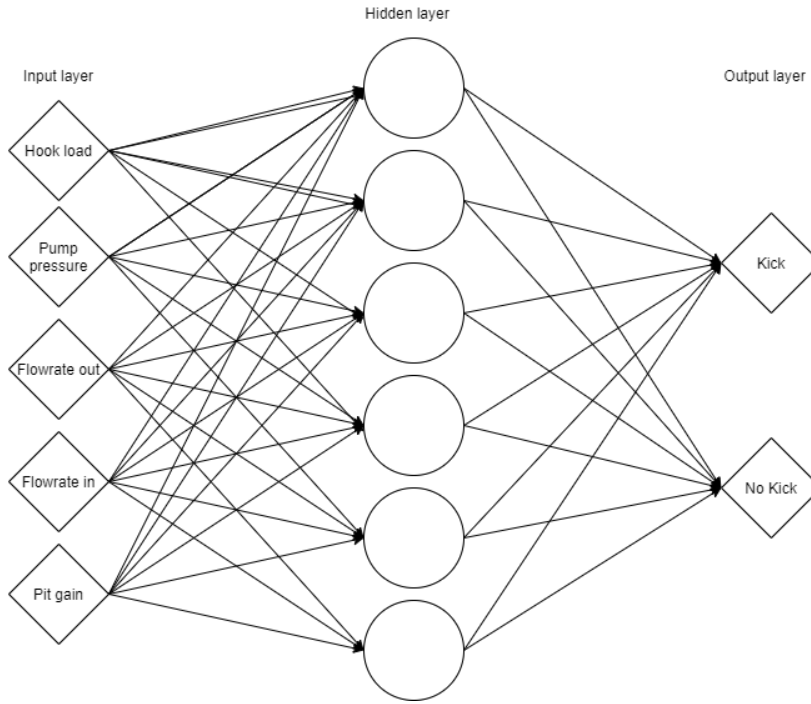 Hidden layer
Input layer
Output layer
Hook load
Pump
pressure
Kick
Flowrate out
Flowrate in
No Kick
Pit gain